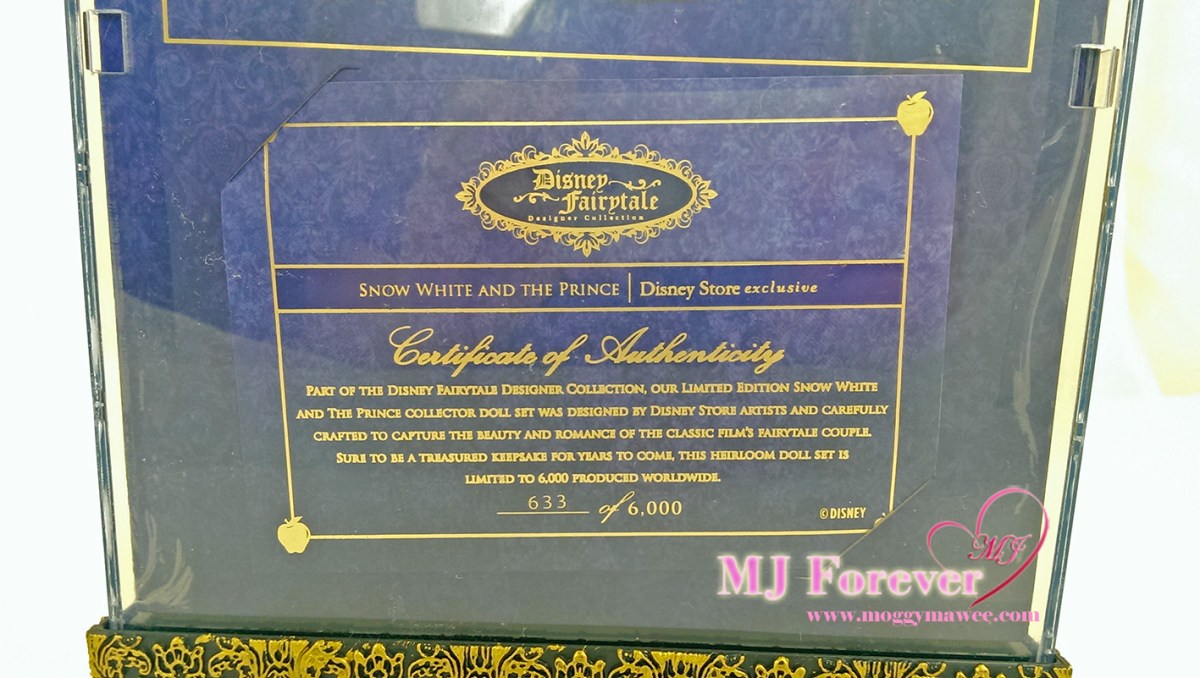 Disney
Fairytale
Designer Collection
SNOW WHITE AND THE PRINCE | Disney Store exclusive
Certificate of Authenticity
PART OF THE DISNEY FAIRYTALE DESIGNER COLLECTION, OUR LIMITED EDITION SNOW WHITE
AND THE PRINCE COLLECTOR DOLL SET WAS DESIGNED BY DISNEY STORE ARTISTS AND CAREFULLY
CRAFTED TO CAPTURE THE BEAUTY AND ROMANCE OF THE CLASSIC FILM'S FAIRYTALE COUPLE.
SURE TO BE A TREASURED KEEPSAKE FOR YEARS TO COME, THIS HEIRLOOM DOLL SET IS
LIMITED TO 6,000 PRODUCED WORLDWIDE.
633 of 6,000
© DISNEY
MJ
MJ Forever
www.moggymawee.com